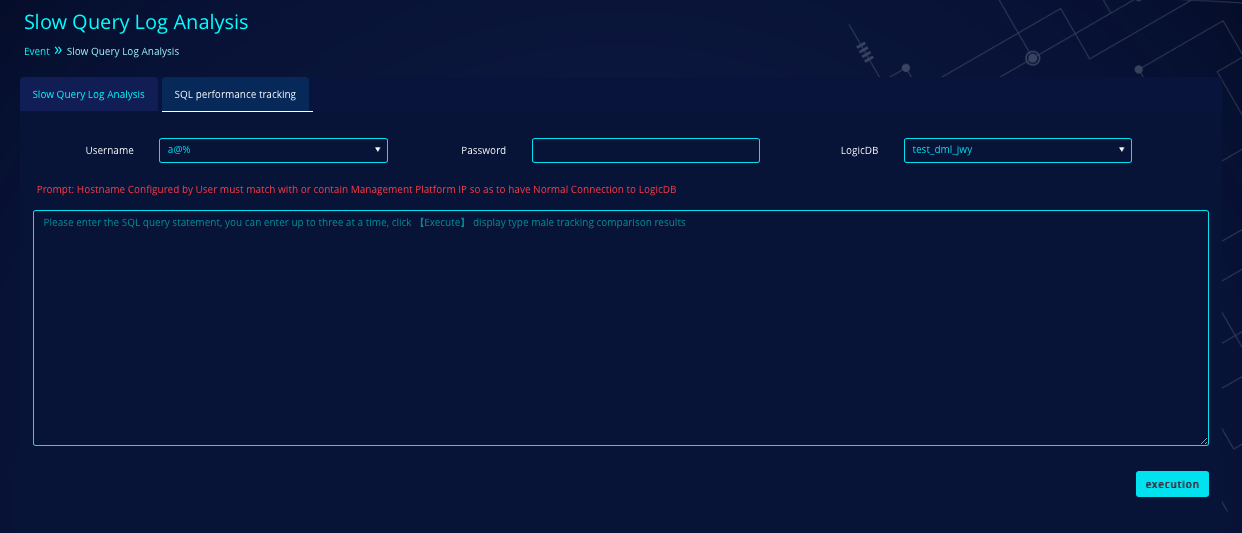 Slow Query Log Analysis
Event » Slow Query Log Analysis
Slow Query Log Analysis SQL performance tracking
Username a@% Password LogicDB test_dml_jwy
Prompt: Hostname Configured by User must match with or contain Management Platform IP so as to have Normal Connection to LogicDB
Please enter the SQL query statement, you can enter up to three at a time, click 【Execute】 display type male tracking comparison results
execution